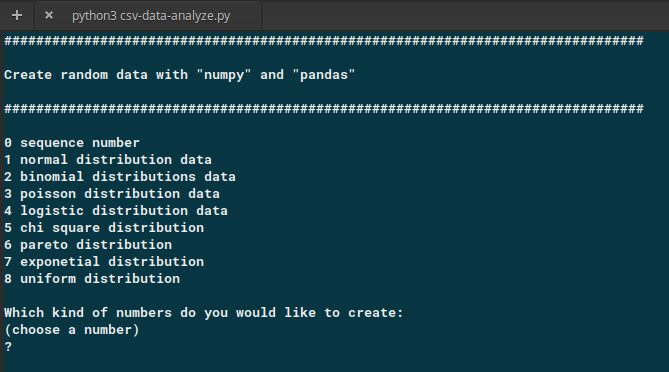 + × python3 csv-data-analyze.py
################################################################################
Create random data with "numpy" and "pandas"
################################################################################
0 sequence number
1 normal distribution data
2 binomial distributions data
3 poisson distribution data
4 logistic distribution data
5 chi square distribution
6 pareto distribution
7 exponetial distribution
8 uniform distribution
Which kind of numbers do you would like to create:
(choose a number)
?